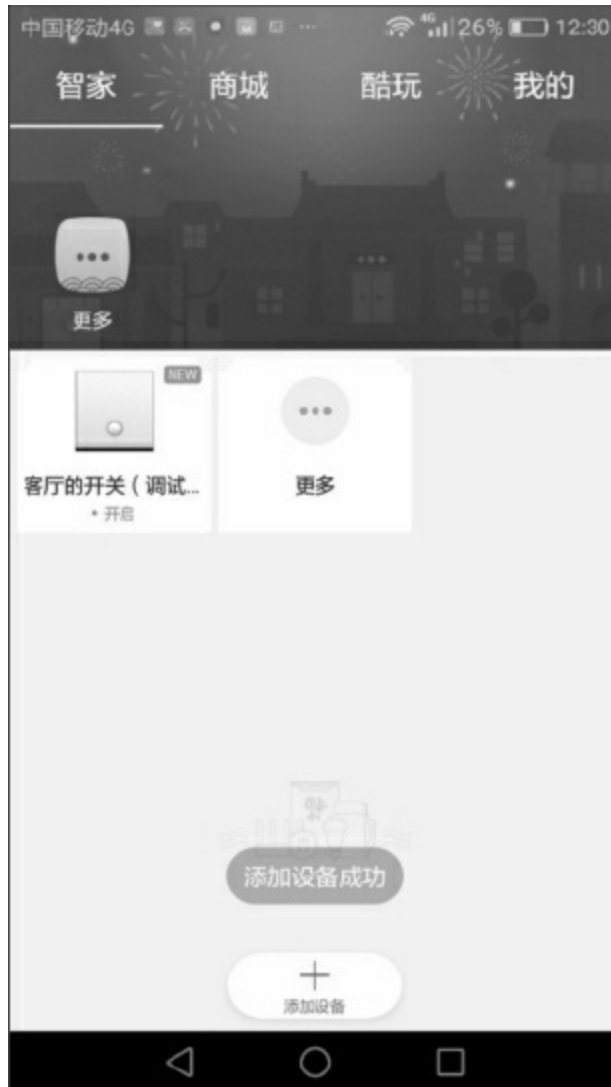 中国移动4G
4G
26%
12:30
智家
商城
酷玩
我的
更多
NEW
客厅的开关（调试...
更多
• 开启
添加设备成功
添加设备